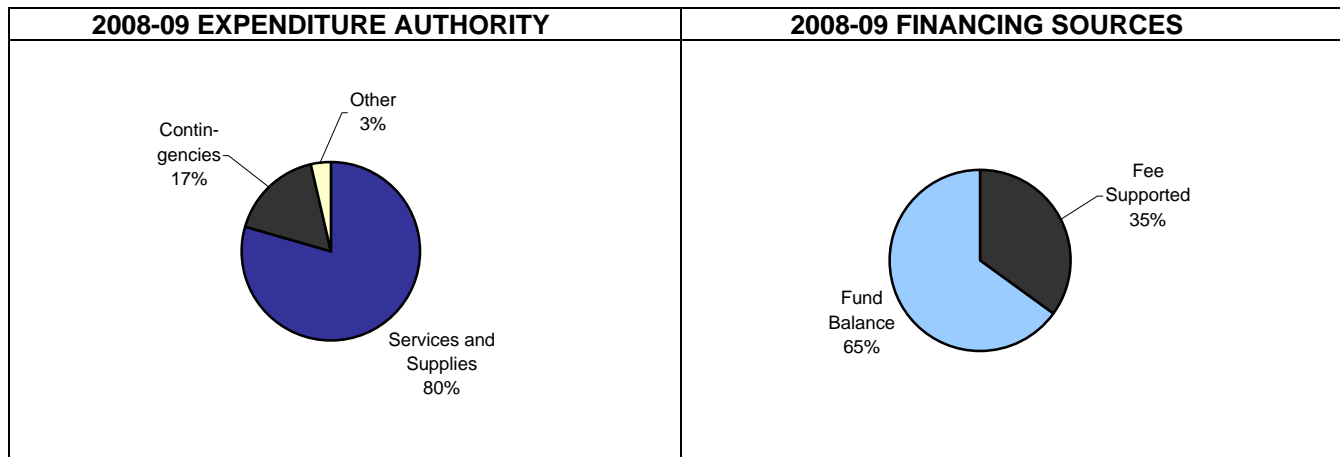 2008-09 EXPENDITURE AUTHORITY
Other
3%
Contin-
gencies
17%
Services and
Supplies
80%
2008-09 FINANCING SOURCES
Fee
Supported
35%
Fund
Balance
65%